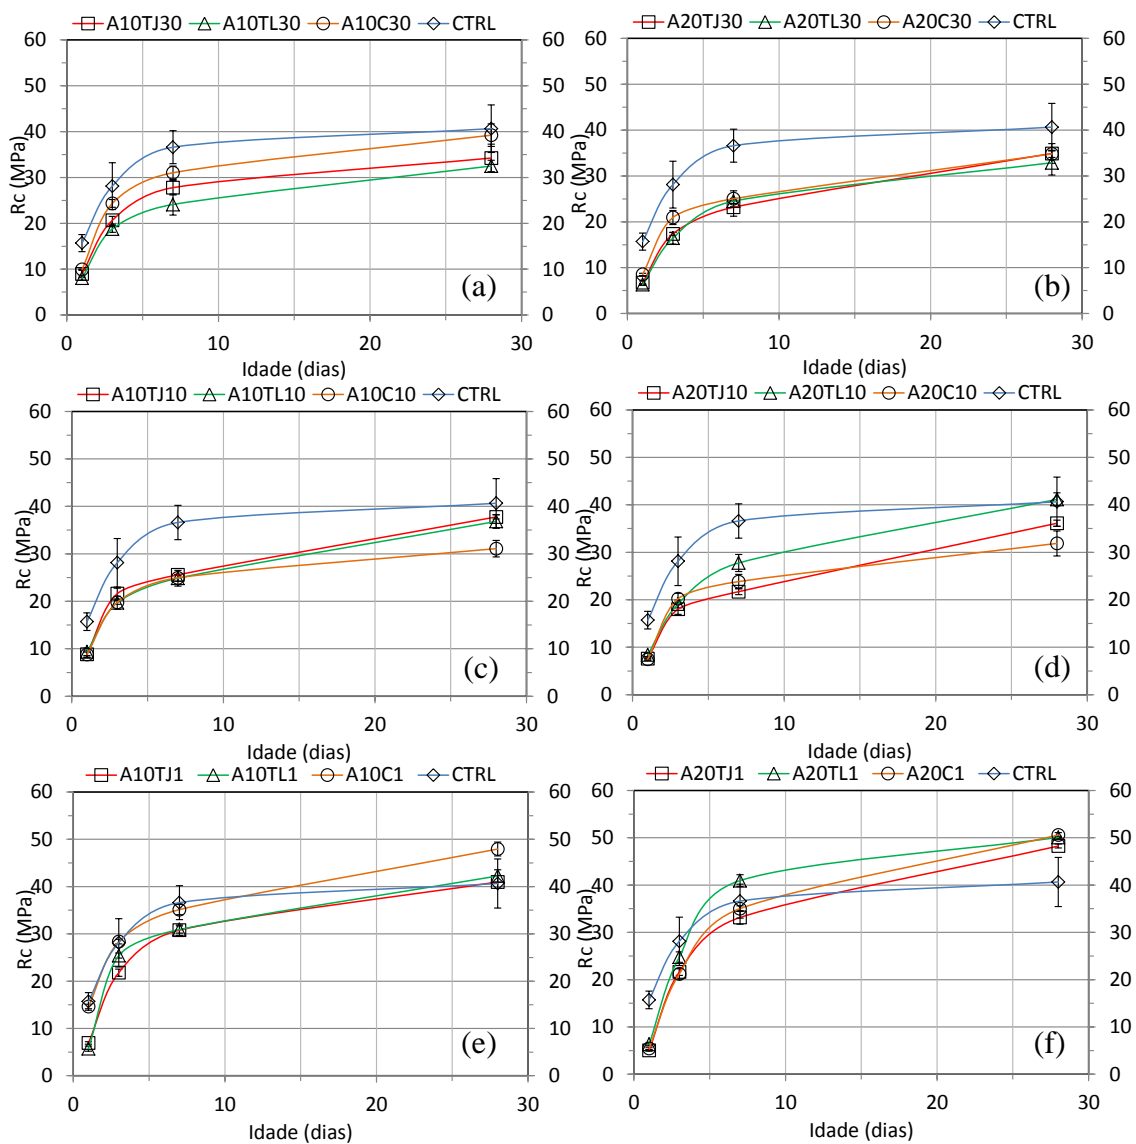 A10TJ30 A10TL30 A10C30 CTRL
60 60
50 50
40 40
30 30
20 20
10 10
0 0
Rc (MPa)
(a)
0 10 20 30
Idade (dias)
A20TJ30 A20TL30 A20C30 CTRL
60 60
50 50
40 40
30 30
20 20
10 10
0 0
Rc (MPa)
(b)
0 10 20 30
Idade (dias)
A10TJ10 A10TL10 A10C10 CTRL
60 60
50 50
40 40
30 30
20 20
10 10
0 0
Rc (MPa)
(c)
0 10 20 30
Idade (dias)
A20TJ10 A20TL10 A20C10 CTRL
60 60
50 50
40 40
30 30
20 20
10 10
0 0
Rc (MPa)
(d)
0 10 20 30
Idade (dias)
A10TJ1 A10TL1 A10C1 CTRL
60 60
50 50
40 40
30 30
20 20
10 10
0 0
Rc (MPa)
(e)
0 10 20 30
Idade (dias)
A20TJ1 A20TL1 A20C1 CTRL
60 60
50 50
40 40
30 30
20 20
10 10
0 0
Rc (MPa)
(f)
0 10 20 30
Idade (dias)